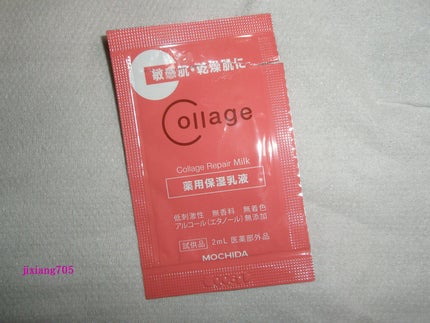 敏感肌・乾燥肌に
Collage
Collage Repair Milk
薬用保湿乳液
低刺激性 無香料 無着色
アルコール(エタノール)無添加
試供品 2mL 医薬部外品
MOCHIDA
jixiang705